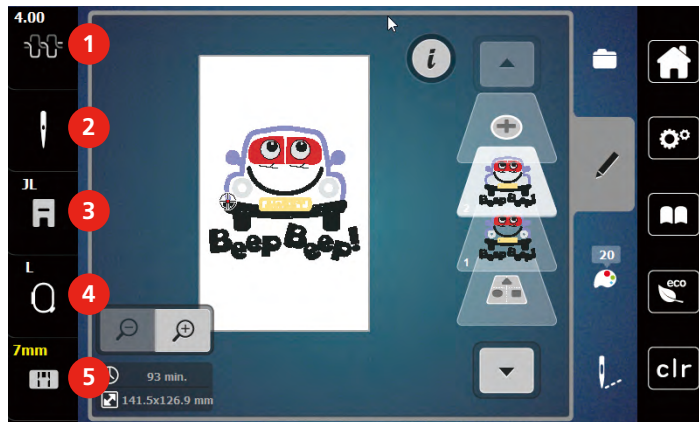 4.00
1
2
JL
3
L
4
7mm
5
i
Beep Beep!
2
1
93 min.
141.5x126.9 mm
20
eco
clr